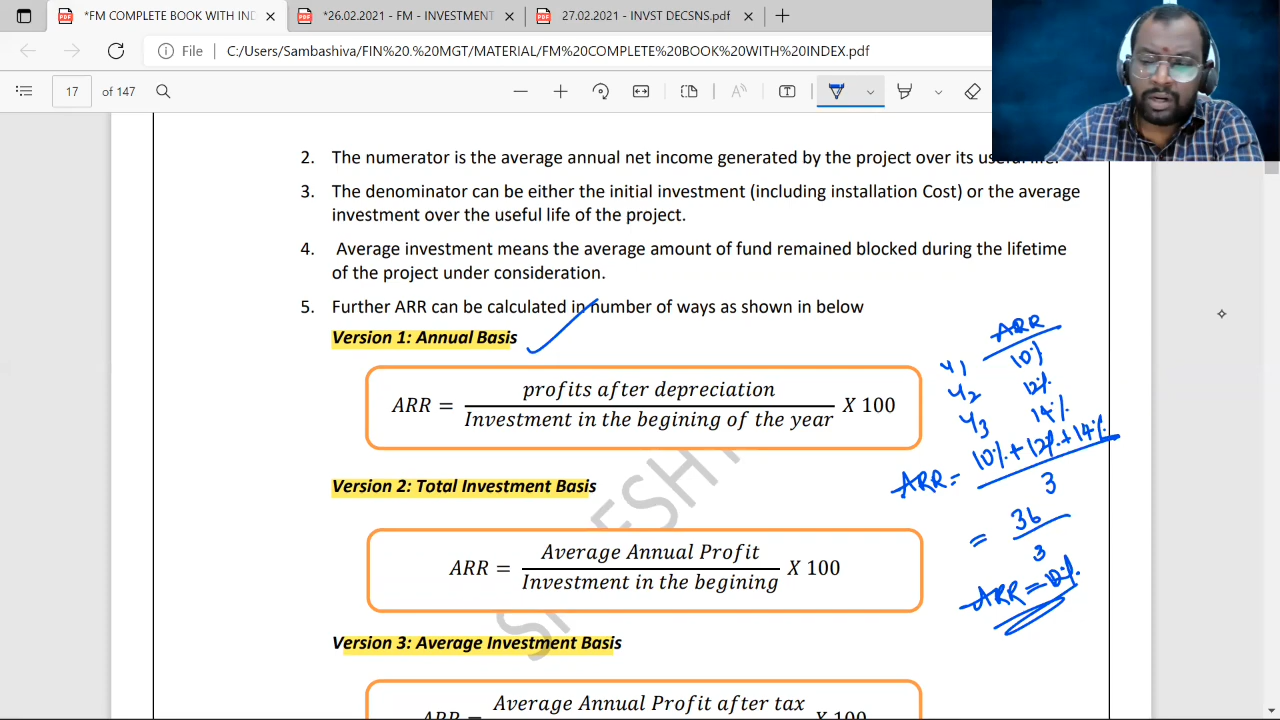 *FM COMPLETE BOOK WITH IND
*26.02.2021 - FM - INVESTMENT
27.02.2021 - INVST DECSNS.pdf
File
C:/Users/Sambashiva/FIN%20.%20MGT/MATERIAL/FM%20COMPLETE%20BOOK%20WITH%20INDEX.pdf
17 of 147
2. The numerator is the average annual net income generated by the project over its useful life.
3. The denominator can be either the initial investment (including installation Cost) or the average
investment over the useful life of the project.
4. Average investment means the average amount of fund remained blocked during the lifetime
of the project under consideration.
5. Further ARR can be calculated in number of ways as shown in below
Version 1: Annual Basis
ARR = profits after depreciation
Investment in the begining of the year X 100
Version 2: Total Investment Basis
ARR = Average Annual Profit
Investment in the begining X 100
Version 3: Average Investment Basis
Average Annual Profit after tax
ARR = X 100
ARR
Y1 10%
Y2 12%
Y3 14%
ARR = 10% + 12% + 14%
3
= 36
3
ARR = 12%